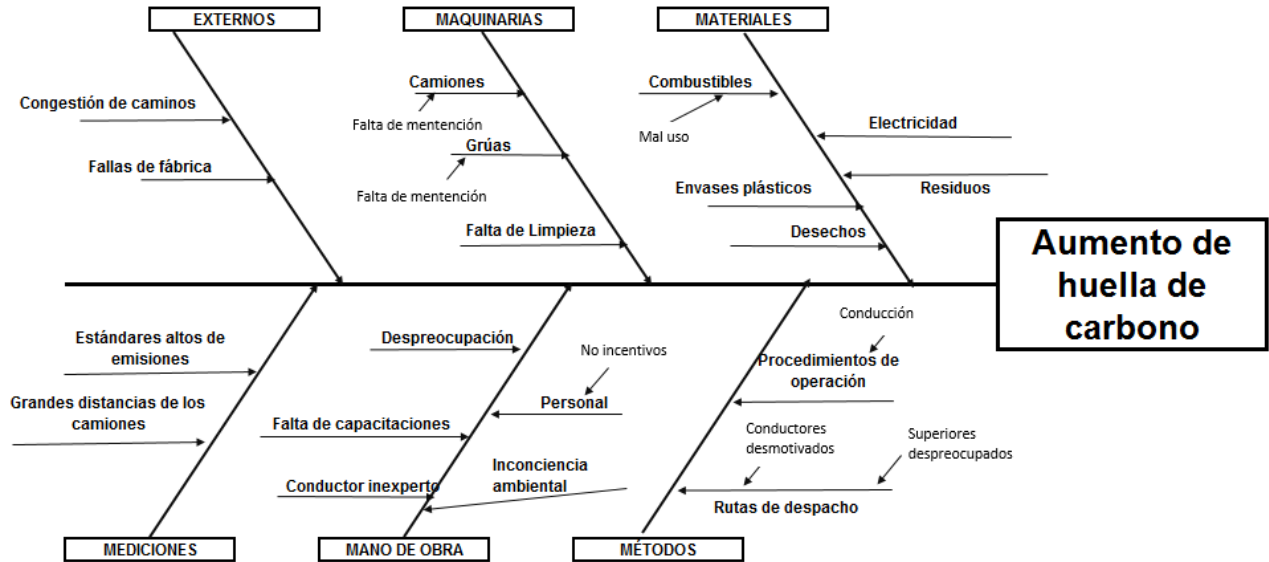 EXTERNOS
MAQUINARIAS
MATERIALES
Congestión de caminos
Fallas de fábrica
Camiones
Falta de mentención
Grúas
Falta de mentención
Falta de Limpieza
Combustibles
Mal uso
Electricidad
Residuos
Envases plásticos
Desechos
Aumento de
huella de
carbono
Estándares altos de
emisiones
Grandes distancias de los
camiones
Despreocupación
No incentivos
Personal
Falta de capacitaciones
Conductor inexperto
Inconciencia
ambiental
Conducción
Procedimientos de
operación
Conductores
desmotivados
Superiores
despreocupados
Rutas de despacho
MEDICIONES
MANO DE OBRA
MÉTODOS